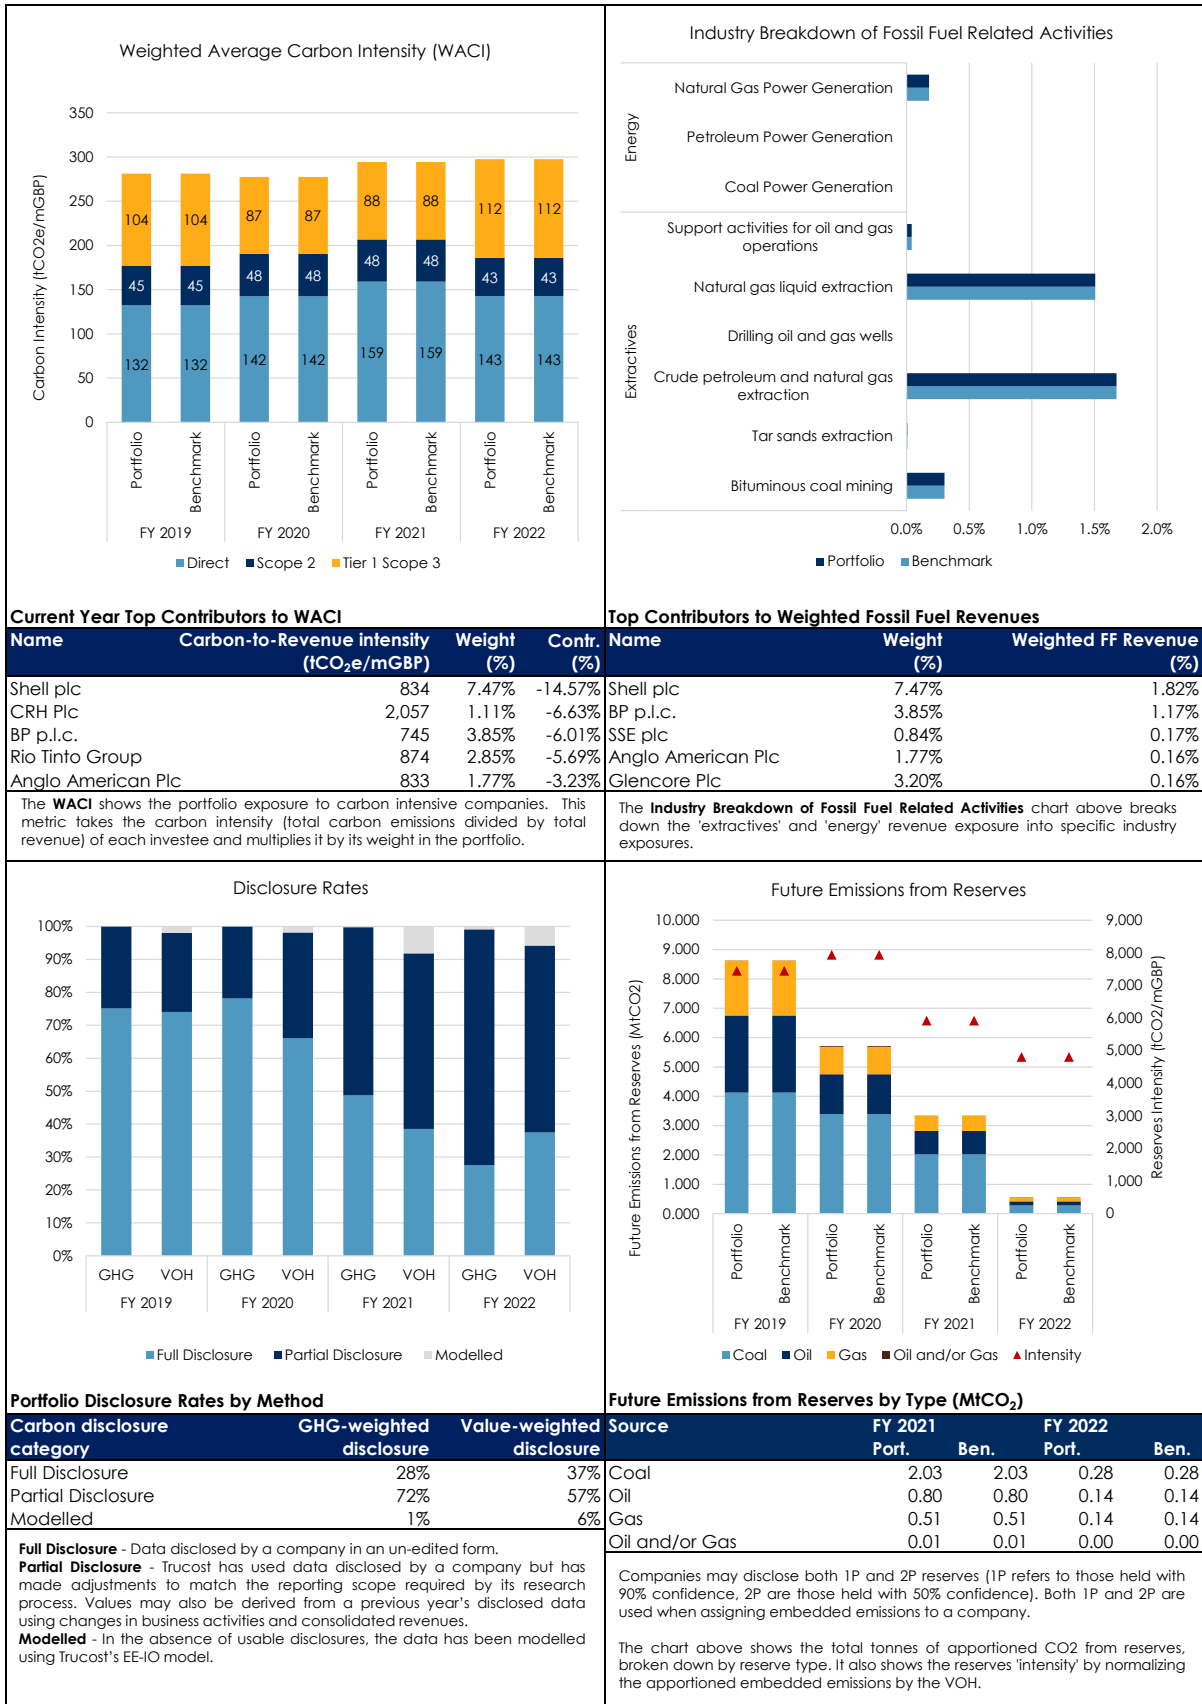 Weighted Average Carbon Intensity (WACI)
350
300
250
200
150
100
50
0
Carbon Intensity (tCO2e/mGBP)
104 104 87 87 88 88 112 112
45 45 48 48 48 48 43 43
132 132 142 142 159 159 143 143
Portfolio Benchmark Portfolio Benchmark Portfolio Benchmark Portfolio Benchmark
FY 2019 FY 2020 FY 2021 FY 2022
Direct Scope 2 Tier 1 Scope 3
Industry Breakdown of Fossil Fuel Related Activities
Energy
Natural Gas Power Generation
Petroleum Power Generation
Coal Power Generation
Extractives
Support activities for oil and gas
operations
Natural gas liquid extraction
Drilling oil and gas wells
Crude petroleum and natural gas
extraction
Tar sands extraction
Bituminous coal mining
0.0% 0.5% 1.0% 1.5% 2.0%
Portfolio Benchmark
Current Year Top Contributors to WACI
Name Carbon-to-Revenue intensity Weight Contr.
(tCO₂e/mGBP) (%) (%)
Shell plc 834 7.47% -14.57%
CRH Plc 2,057 1.11% -6.63%
BP p.l.c. 745 3.85% -6.01%
Rio Tinto Group 874 2.85% -5.69%
Anglo American Plc 833 1.77% -3.23%
The WACI shows the portfolio exposure to carbon intensive companies. This
metric takes the carbon intensity (total carbon emissions divided by total
revenue) of each investee and multiplies it by its weight in the portfolio.
Top Contributors to Weighted Fossil Fuel Revenues
Name Weight Weighted FF Revenue
(%) (%)
Shell plc 7.47% 1.82%
BP p.l.c. 3.85% 1.17%
SSE plc 0.84% 0.17%
Anglo American Plc 1.77% 0.16%
Glencore Plc 3.20% 0.16%
The Industry Breakdown of Fossil Fuel Related Activities chart above breaks
down the 'extractives' and 'energy' revenue exposure into specific industry
exposures.
Disclosure Rates
100%
90%
80%
70%
60%
50%
40%
30%
20%
10%
0%
GHG VOH GHG VOH GHG VOH GHG VOH
FY 2019 FY 2020 FY 2021 FY 2022
Full Disclosure Partial Disclosure Modelled
Future Emissions from Reserves
10.000
9.000
8.000
7.000
6.000
5.000
4.000
3.000
2.000
1.000
0.000
Future Emissions from Reserves (MtCO2)
9,000
8,000
7,000
6,000
5,000
4,000
3,000
2,000
1,000
0
Reserves Intensity (tCO2/mGBP)
Portfolio Benchmark Portfolio Benchmark Portfolio Benchmark Portfolio Benchmark
FY 2019 FY 2020 FY 2021 FY 2022
Coal Oil Gas Oil and/or Gas Intensity
Portfolio Disclosure Rates by Method
Carbon disclosure GHG-weighted Value-weighted
category disclosure disclosure
Full Disclosure 28% 37%
Partial Disclosure 72% 57%
Modelled 1% 6%
Full Disclosure - Data disclosed by a company in an un-edited form.
Partial Disclosure - Trucost has used data disclosed by a company but has
made adjustments to match the reporting scope required by its research
process. Values may also be derived from a previous year's disclosed data
using changes in business activities and consolidated revenues.
Modelled - In the absence of usable disclosures, the data has been modelled
using Trucost's EE-IO model.
Future Emissions from Reserves by Type (MtCO₂)
Source FY 2021 FY 2022
Port. Ben. Port. Ben.
Coal 2.03 2.03 0.28 0.28
Oil 0.80 0.80 0.14 0.14
Gas 0.51 0.51 0.14 0.14
Oil and/or Gas 0.01 0.01 0.00 0.00
Companies may disclose both 1P and 2P reserves (1P refers to those held with
90% confidence, 2P are those held with 50% confidence). Both 1P and 2P are
used when assigning embedded emissions to a company.
The chart above shows the total tonnes of apportioned CO2 from reserves,
broken down by reserve type. It also shows the reserves 'intensity' by normalizing
the apportioned embedded emissions by the VOH.